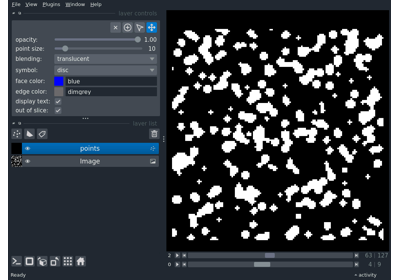 File View Plugins Window Help
layer controls
opacity: 1.00
point size: 10
blending: translucent
symbol: disc
face color: blue
edge color: dimgrey
display text:
out of slice:
layer list
points
Image
2 63 127
0 4 9
Ready activity